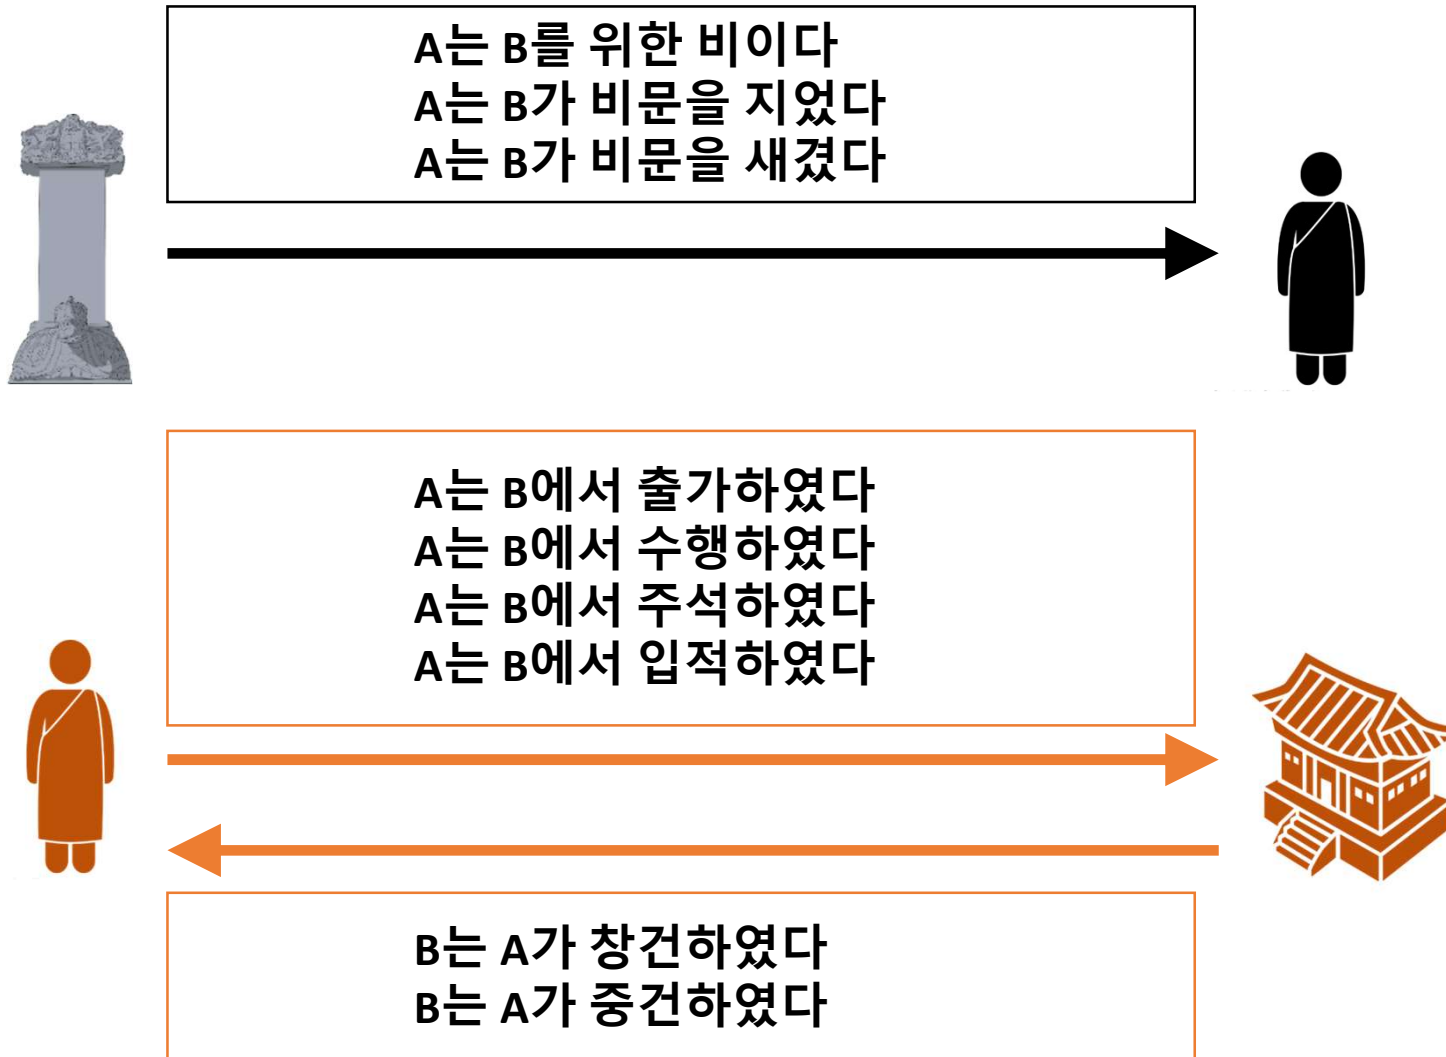 A는 B를 위한 비이다
A는 B가 비문을 지었다
A는 B가 비문을 새겼다
A는 B에서 출가하였다
A는 B에서 수행하였다
A는 B에서 주석하였다
A는 B에서 입적하였다
B는 A가 창건하였다
B는 A가 중건하였다